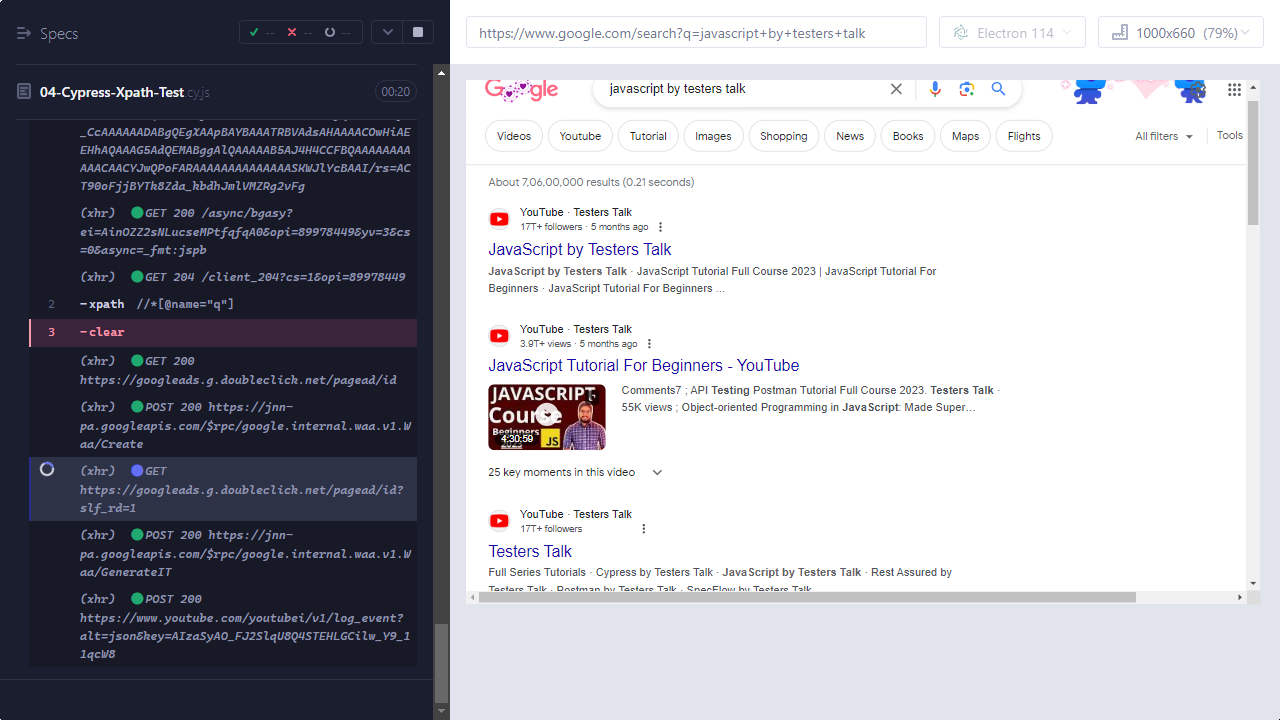 Specs
-- -- --
04-Cypress-Xpath-Test.cy.js 00:20
_CcAAAAAADABgQEgXAApBAYBAAATRBVAdsAHAAAACOwHiAE
EHhAQAAAG5AdQEMABggAlQAAAAAB5AJ4H4CCFBQAAAAAAAA
AAACAACYJwQPoFARAAAAAAAAAAAAAASKWJlYcBAAI/rs=AC
T90oFjjBYTk8Zda_hbdhJmlVMZRg2vFg
(xhr) GET 200 /async/bgasy?
ei=AinOZZ2sNLucseMPtfqfqA0&opi=89978449&yv=3&cs
=0&async=_fmt:jspb
(xhr) GET 204 /client_204?cs=1&opi=89978449
2 -xpath //*[@name="q"]
3 -clear
(xhr) GET 200
https://googleads.g.doubleclick.net/pagead/id
(xhr) POST 200 https://jnn-
pa.googleapis.com/$rpc/google.internal.waa.v1.W
aa/Create
(xhr) GET
https://googleads.g.doubleclick.net/pagead/id?
slf_rd=1
(xhr) POST 200 https://jnn-
pa.googleapis.com/$rpc/google.internal.waa.v1.W
aa/GenerateIT
(xhr) POST 200
https://www.youtube.com/youtubei/v1/log_event?
alt=json&key=AIzaSyAO_FJ2SlqU8Q4STEHLGCilw_Y9_1
1qcW8
https://www.google.com/search?q=javascript+by+testers+talk
Electron 114
1000x660 (79%)
Google
javascript by testers talk
Videos Youtube Tutorial Images Shopping News Books Maps Flights All filters Tools
About 7,06,00,000 results (0.21 seconds)
YouTube · Testers Talk
17T+ followers · 5 months ago
JavaScript by Testers Talk
JavaScript by Testers Talk · JavaScript Tutorial Full Course 2023 | JavaScript Tutorial For
Beginners · JavaScript Tutorial For Beginners ...
YouTube · Testers Talk
3.9T+ views · 5 months ago
JavaScript Tutorial For Beginners - YouTube
JAVASCRIPT
Course
Beginners
JS
4:30:59
Comments7 ; API Testing Postman Tutorial Full Course 2023. Testers Talk ·
55K views ; Object-oriented Programming in JavaScript: Made Super…
25 key moments in this video
YouTube · Testers Talk
17T+ followers
Testers Talk
Full Series Tutorials · Cypress by Testers Talk · JavaScript by Testers Talk · Rest Assured by
Testers Talk · Postman by Testers Talk · SpecFlow by Testers Talk